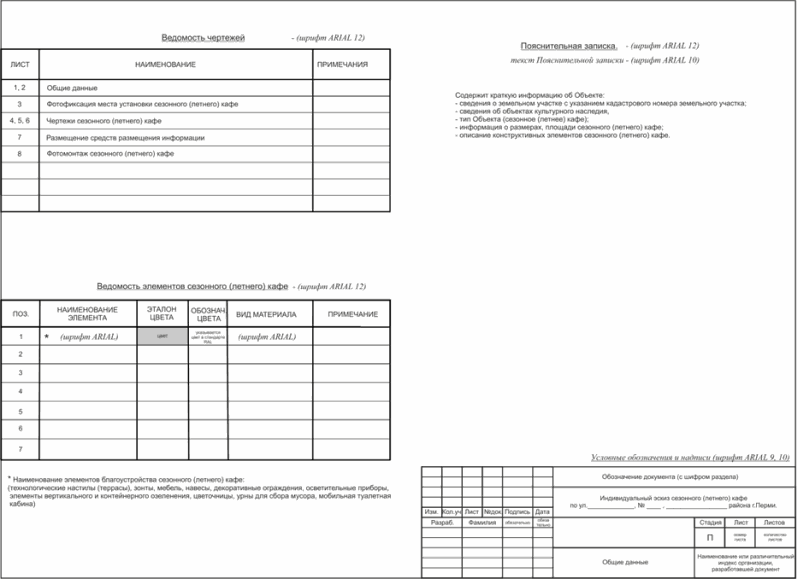 Ведомость чертежей - (шрифт ARIAL 12)
ЛИСТ НАИМЕНОВАНИЕ ПРИМЕЧАНИЯ
1, 2 Общие данные
3 Фотофиксация места установки сезонного (летнего) кафе
4, 5, 6 Чертежи сезонного (летнего) кафе
7 Размещение средств размещения информации
8 Фотомонтаж сезонного (летнего) кафе
Ведомость элементов сезонного (летнего) кафе - (шрифт ARIAL 12)
ПОЗ. НАИМЕНОВАНИЕ ЭЛЕМЕНТА ЭТАЛОН ЦВЕТА ОБОЗНАЧ. ЦВЕТА ВИД МАТЕРИАЛА ПРИМЕЧАНИЕ
1 * (шрифт ARIAL) цвет указывается цвет в стандарте RAL (шрифт ARIAL)
2
3
4
5
6
7
* Наименование элементов благоустройства сезонного (летнего) кафе:
(технологические настилы (террасы), зонты, мебель, навесы, декоративные ограждения, осветительные приборы,
элементы вертикального и контейнерного озеленения, цветочницы, урны для сбора мусора, мобильная туалетная
кабина)
Пояснительная записка. - (шрифт ARIAL 12)
текст Пояснительной записки - (шрифт ARIAL 10)
Содержит краткую информацию об Объекте:
- сведения о земельном участке с указанием кадастрового номера земельного участка;
- сведения об объектах культурного наследия,
- тип Объекта (сезонное (летнее) кафе);
- информация о размерах, площади сезонного (летнего) кафе;
- описание конструктивных элементов сезонного (летнего) кафе.
Условные обозначения и надписи (шрифт ARIAL 9, 10)
Обозначение документа (с шифром раздела)
Индивидуальный эскиз сезонного (летнего) кафе
по ул.____________, № ____ , _________________ района г.Перми.
Изм. Кол.уч Лист №док. Подпись Дата
Разраб. Фамилия обязательно обяза тельно
Стадия Лист Листов
П номер листа количество листов
Общие данные
Наименование или различительный
индекс организации,
разработавшей документ